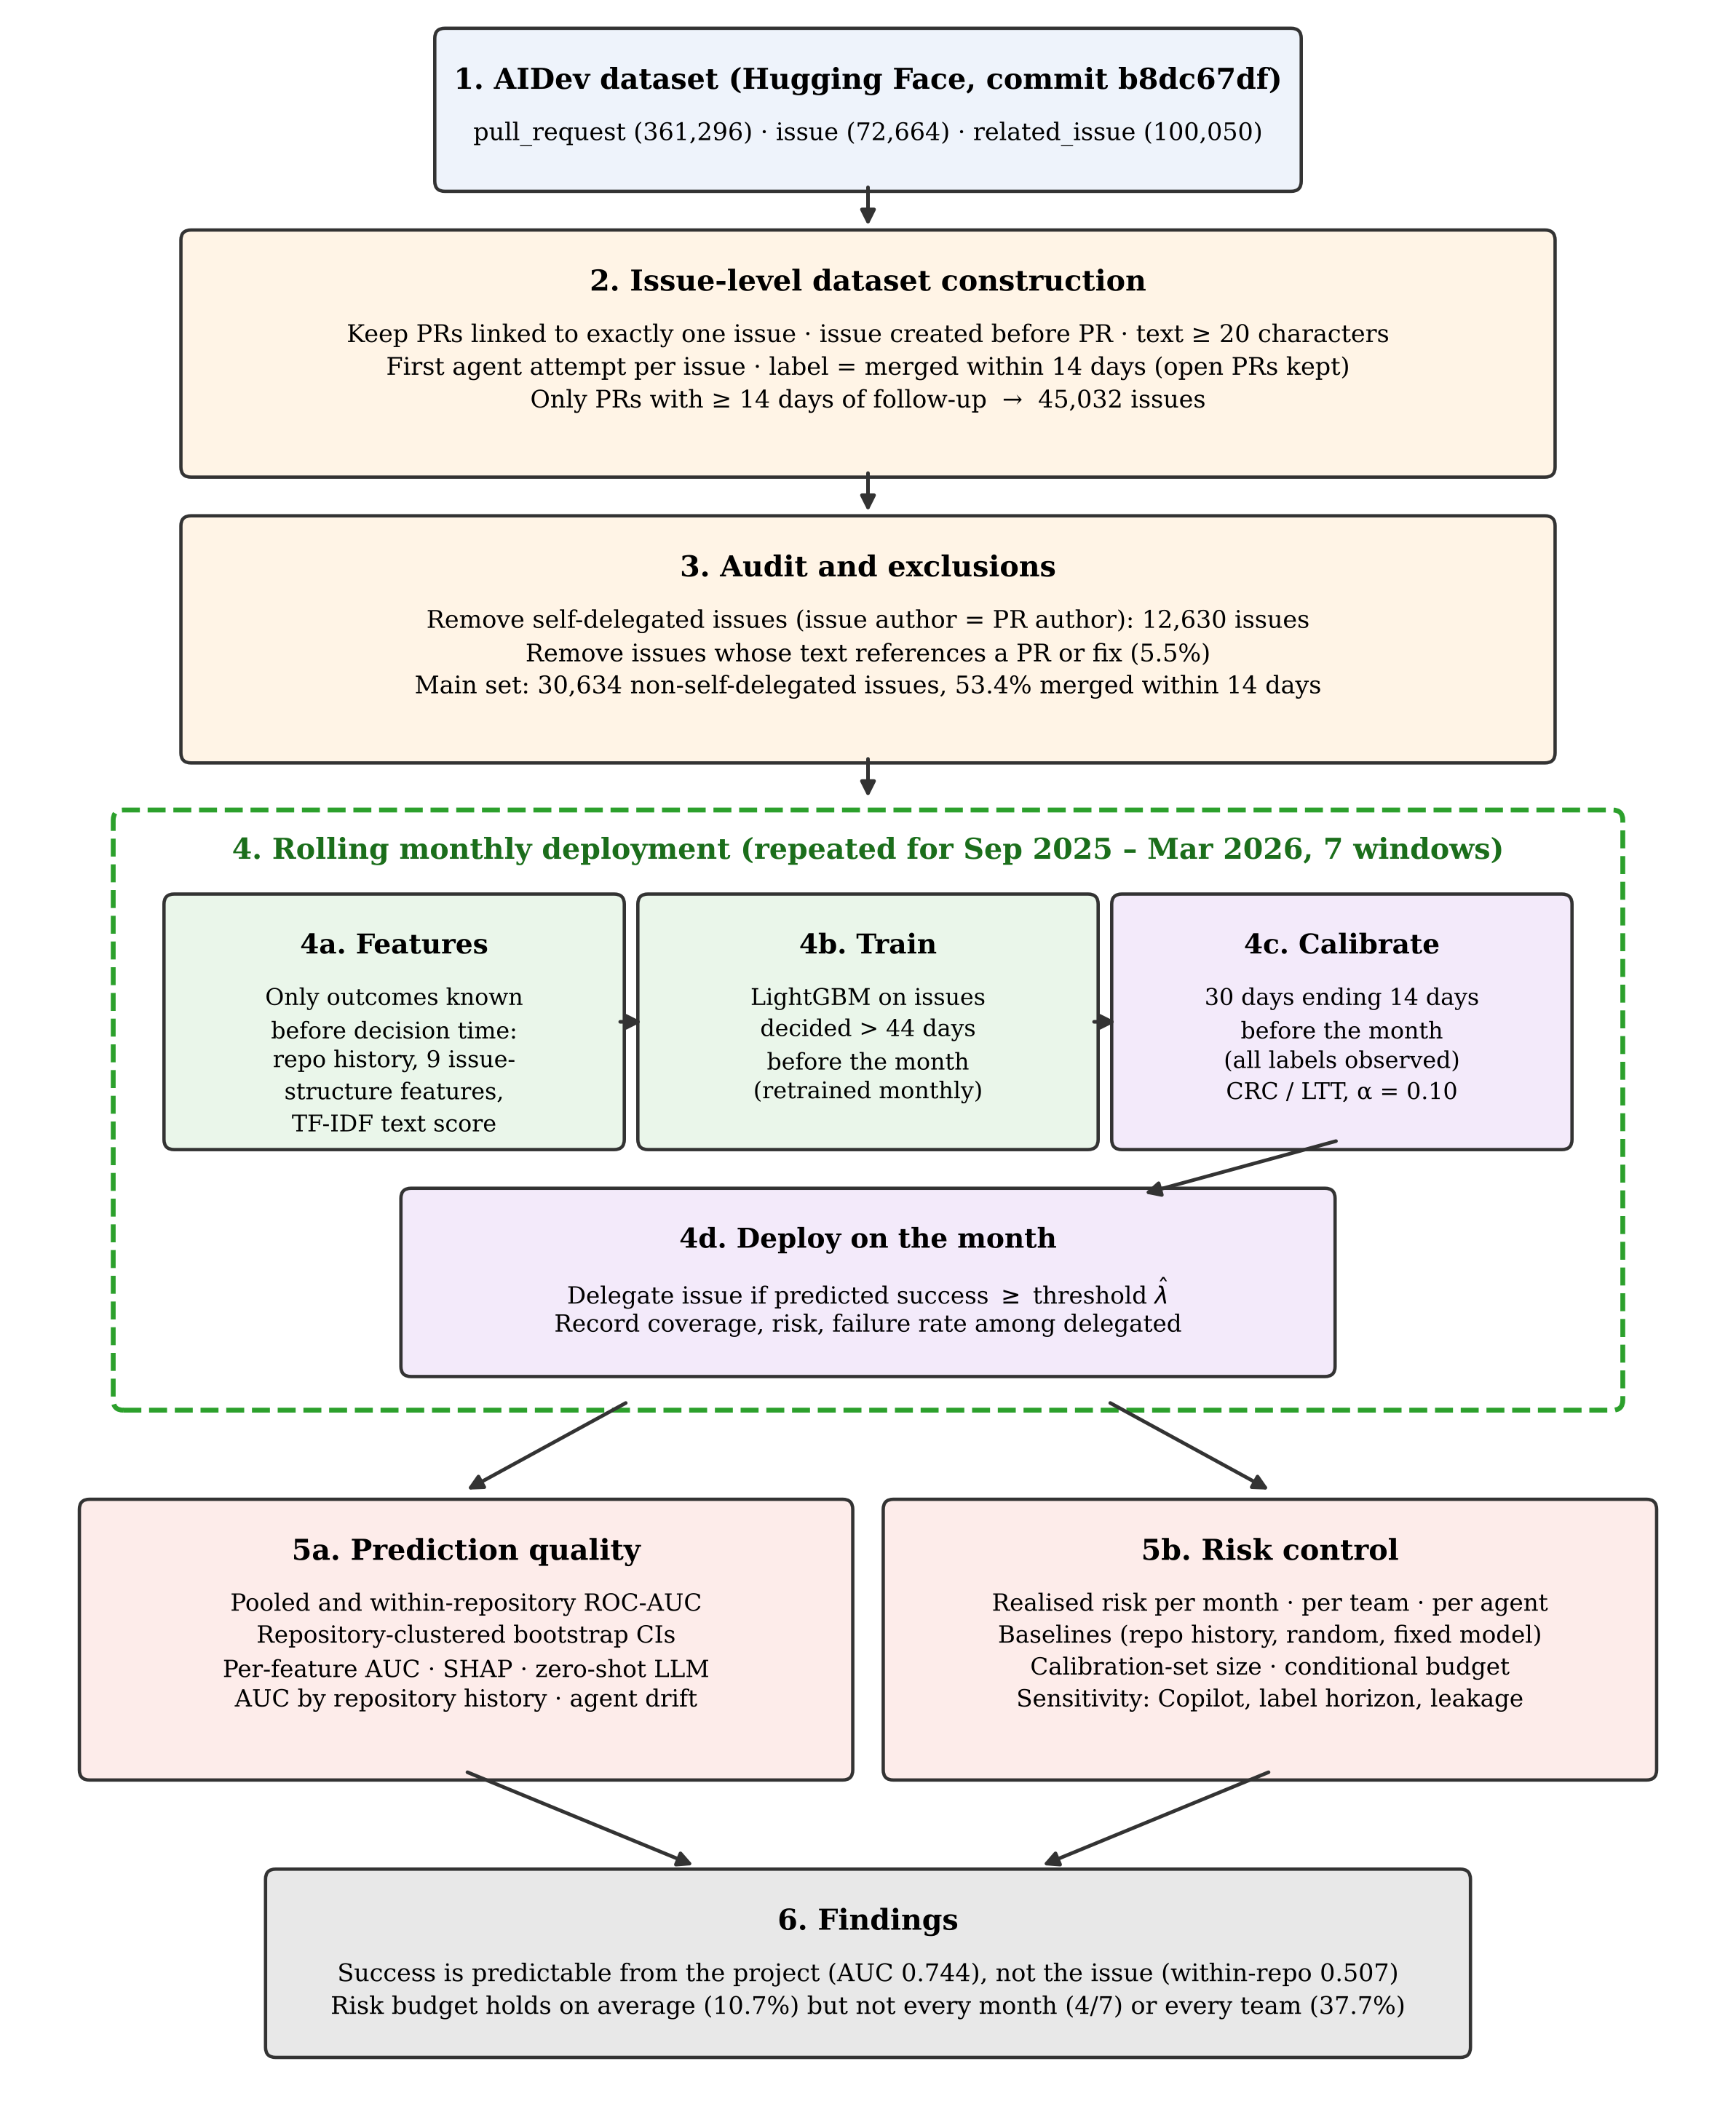 1. AIDev dataset (Hugging Face, commit b8dc67df)
pull_request (361,296) · issue (72,664) · related_issue (100,050)
2. Issue-level dataset construction
Keep PRs linked to exactly one issue · issue created before PR · text ≥ 20 characters
First agent attempt per issue · label = merged within 14 days (open PRs kept)
Only PRs with ≥ 14 days of follow-up → 45,032 issues
3. Audit and exclusions
Remove self-delegated issues (issue author = PR author): 12,630 issues
Remove issues whose text references a PR or fix (5.5%)
Main set: 30,634 non-self-delegated issues, 53.4% merged within 14 days
4. Rolling monthly deployment (repeated for Sep 2025 – Mar 2026, 7 windows)
4a. Features
Only outcomes known
before decision time:
repo history, 9 issue-
structure features,
TF-IDF text score
4b. Train
LightGBM on issues
decided > 44 days
before the month
(retrained monthly)
4c. Calibrate
30 days ending 14 days
before the month
(all labels observed)
CRC / LTT, α = 0.10
4d. Deploy on the month
Delegate issue if predicted success ≥ threshold λ̂
Record coverage, risk, failure rate among delegated
5a. Prediction quality
Pooled and within-repository ROC-AUC
Repository-clustered bootstrap CIs
Per-feature AUC · SHAP · zero-shot LLM
AUC by repository history · agent drift
5b. Risk control
Realised risk per month · per team · per agent
Baselines (repo history, random, fixed model)
Calibration-set size · conditional budget
Sensitivity: Copilot, label horizon, leakage
6. Findings
Success is predictable from the project (AUC 0.744), not the issue (within-repo 0.507)
Risk budget holds on average (10.7%) but not every month (4/7) or every team (37.7%)